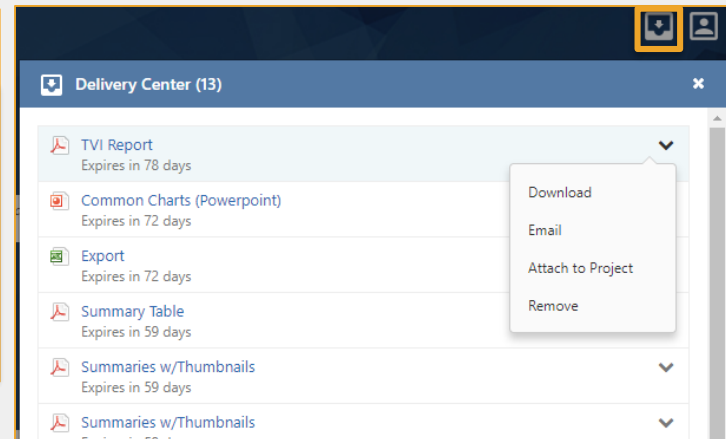 Delivery Center (13)
TVI Report
Expires in 78 days
Download
Common Charts (Powerpoint)
Expires in 72 days
Email
Export
Expires in 72 days
Attach to Project
Summary Table
Expires in 59 days
Remove
Summaries w/Thumbnails
Expires in 59 days
Summaries w/Thumbnails